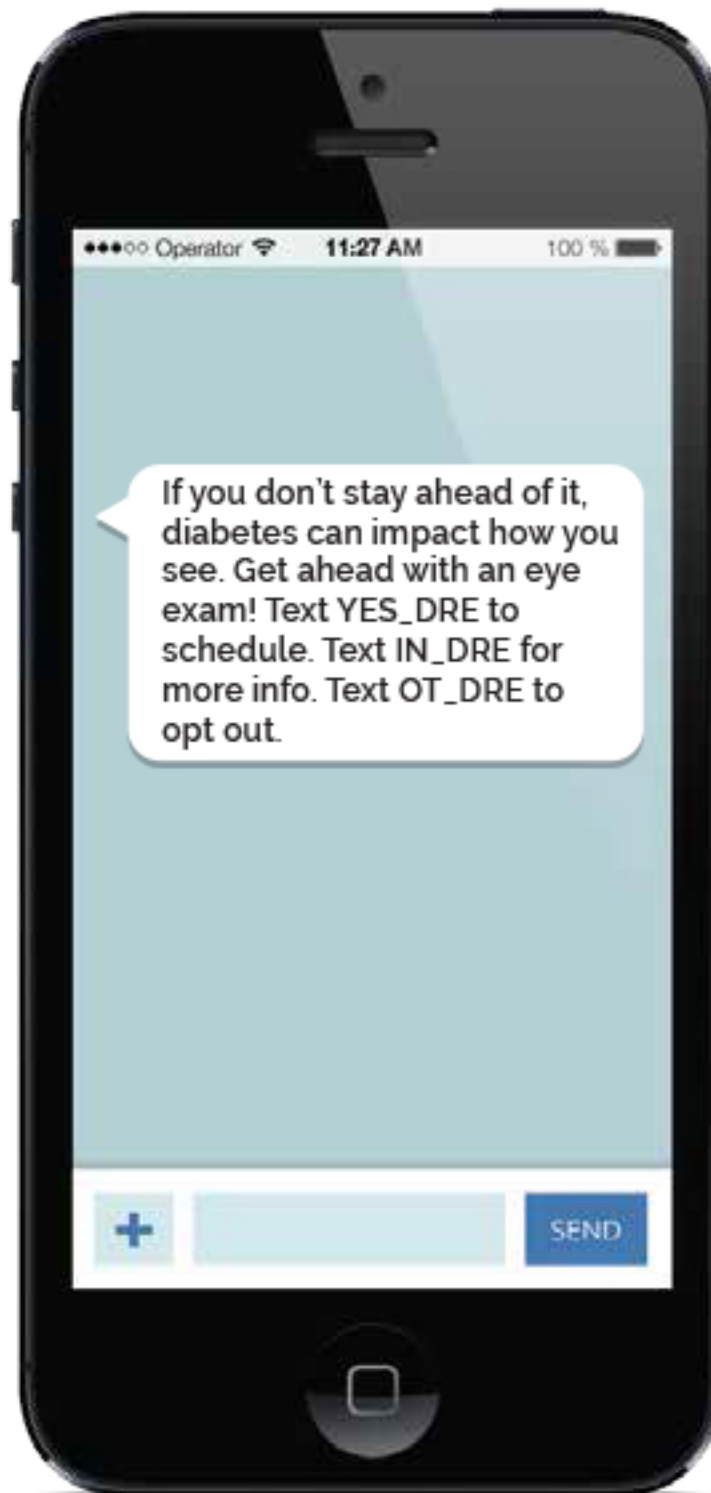 ●●●○○ Operator 11:27 AM 100 %
If you don't stay ahead of it,
diabetes can impact how you
see. Get ahead with an eye
exam! Text YES_DRE to
schedule. Text IN_DRE for
more info. Text OT_DRE to
opt out.
SEND